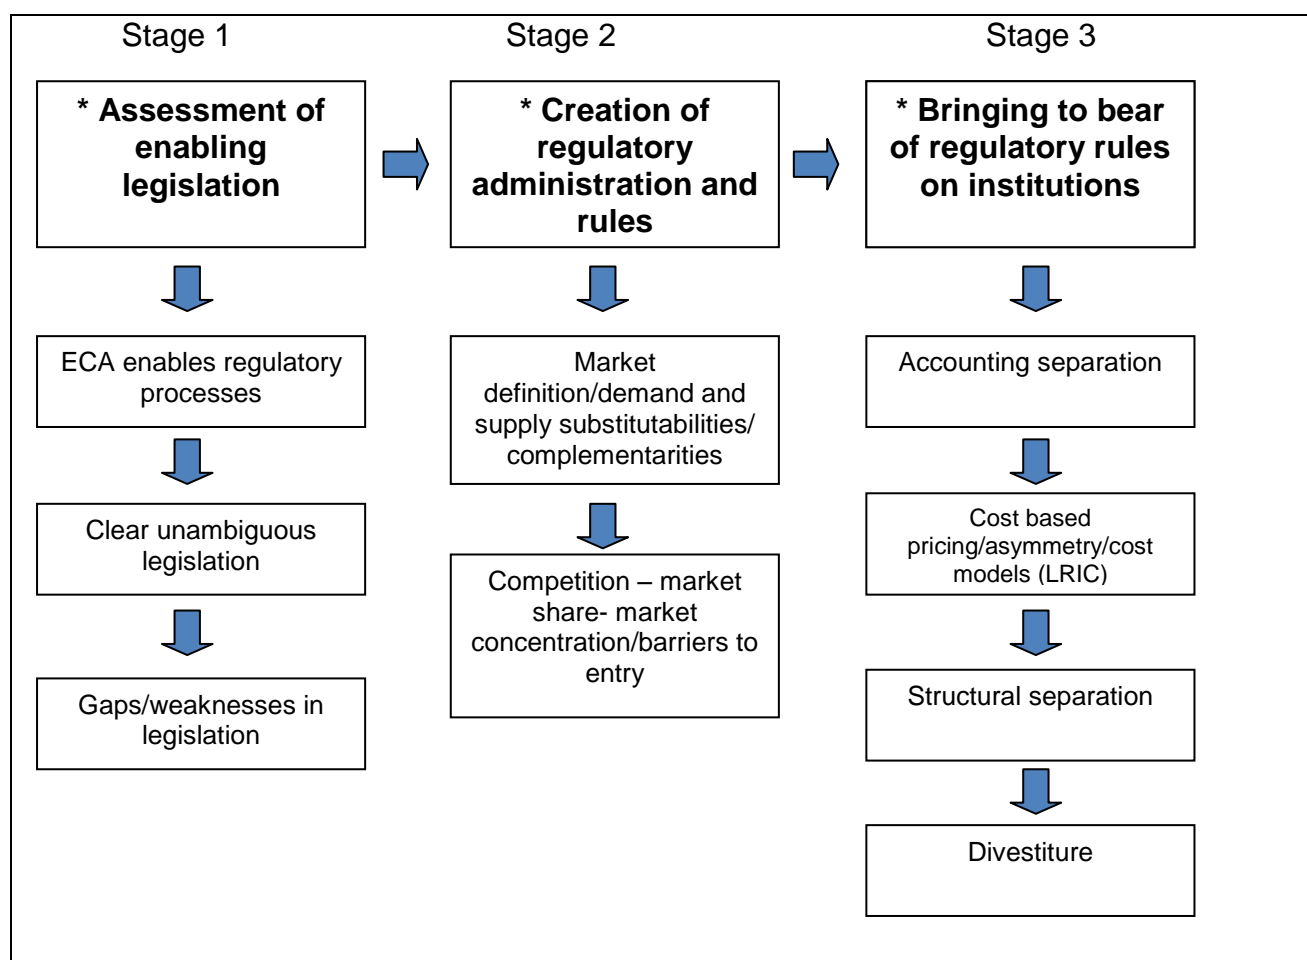 Stage 1
Stage 2
Stage 3
* Assessment of
enabling
legislation
* Creation of
regulatory
administration and
rules
* Bringing to bear
of regulatory rules
on institutions
ECA enables regulatory
processes
Clear unambiguous
legislation
Gaps/weaknesses in
legislation
Market
definition/demand and
supply substitutabilities/
complementarities
Competition – market
share- market
concentration/barriers to
entry
Accounting separation
Cost based
pricing/asymmetry/cost
models (LRIC)
Structural separation
Divestiture